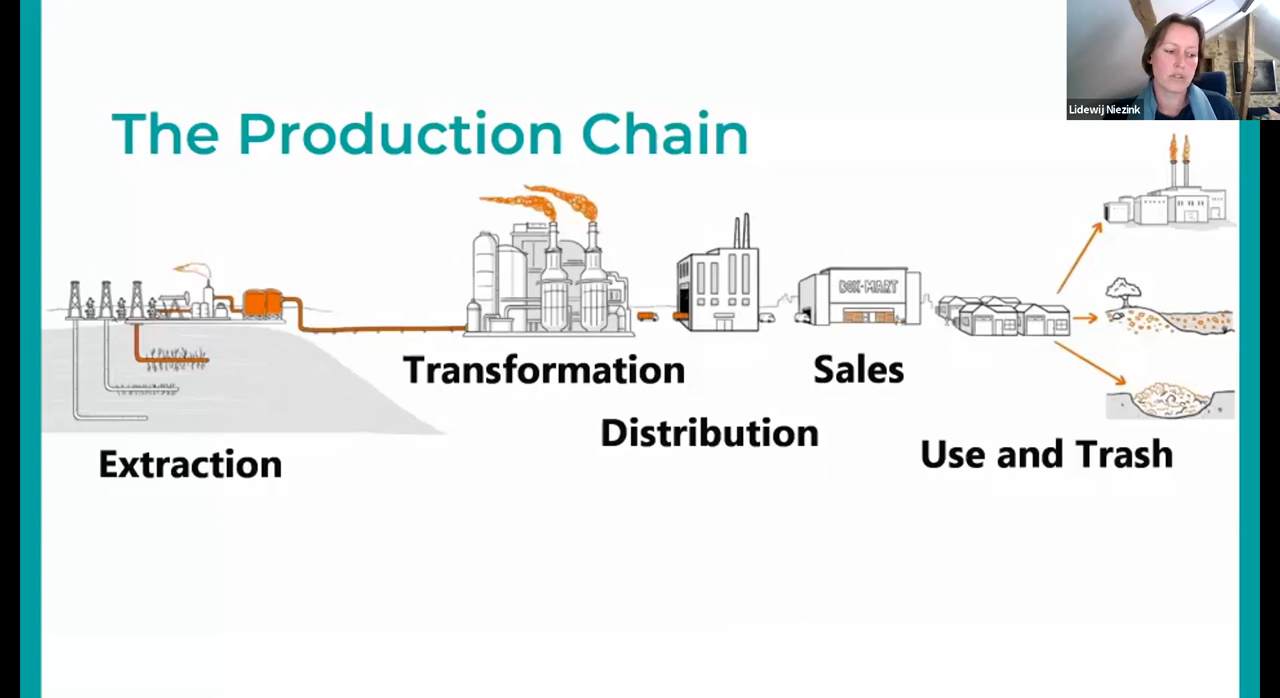 Lidewij Niezink
The Production Chain
BOX-MART
Transformation
Sales
Distribution
Use and Trash
Extraction